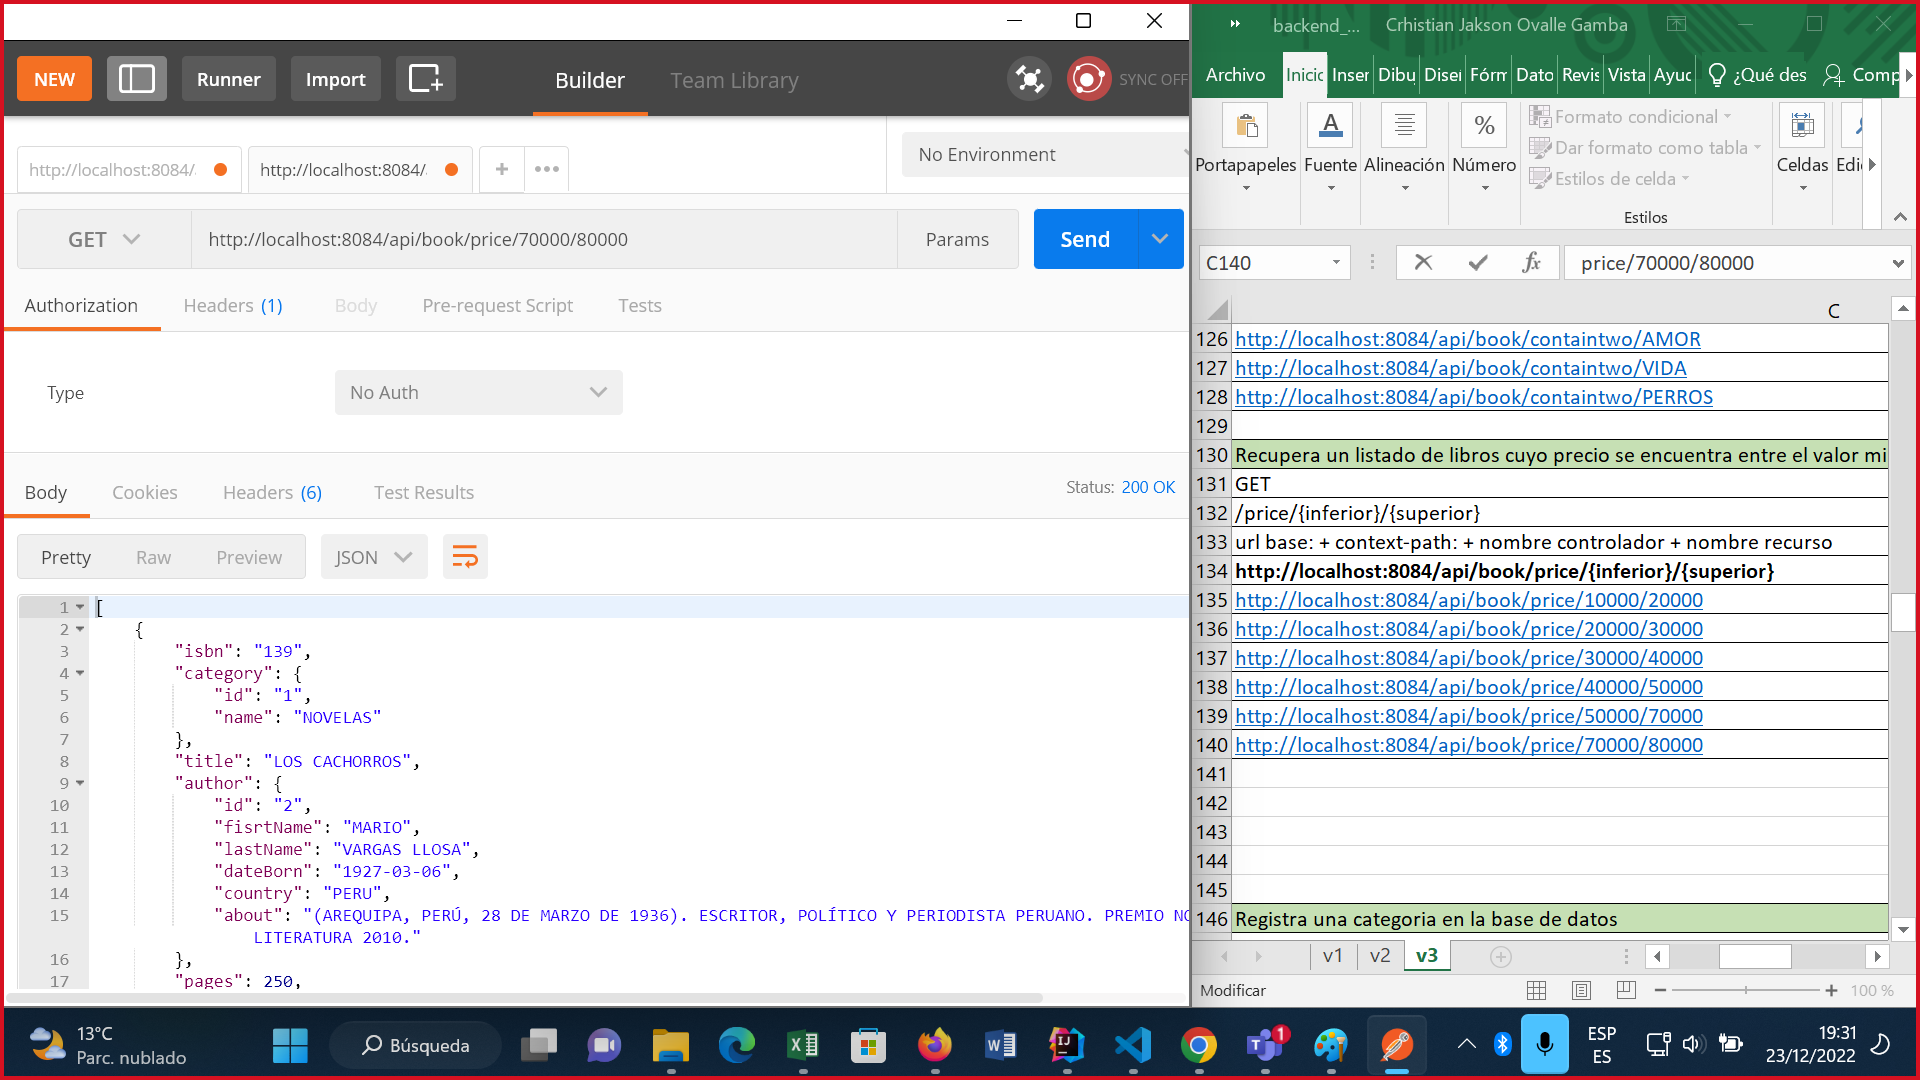 NEW
Runner
Import
Builder
Team Library
SYNC OFF
http://localhost:8084/
http://localhost:8084/
No Environment
GET
http://localhost:8084/api/book/price/70000/80000
Params
Send
Authorization
Headers (1)
Body
Pre-request Script
Tests
Type
No Auth
Body
Cookies
Headers (6)
Test Results
Status: 200 OK
Pretty
Raw
Preview
JSON
1 [
2 {
3 "isbn": "139",
4 "category": {
5 "id": "1",
6 "name": "NOVELAS"
7 },
8 "title": "LOS CACHORROS",
9 "author": {
10 "id": "2",
11 "fisrtName": "MARIO",
12 "lastName": "VARGAS LLOSA",
13 "dateBorn": "1927-03-06",
14 "country": "PERU",
15 "about": "(AREQUIPA, PERÚ, 28 DE MARZO DE 1936). ESCRITOR, POLÍTICO Y PERIODISTA PERUANO. PREMIO NO
LITERATURA 2010."
16 },
17 "pages": 250,
backend_...
Crhistian Jakson Ovalle Gamba
Archivo
Inicio
Inser
Dibu
Disei
Fórm
Dato
Revis
Vista
Ayuc
¿Qué des
Comp
Portapapeles
Fuente
Alineación
Número
Formato condicional
Dar formato como tabla
Estilos de celda
Estilos
Celdas
Edi
C140
fx
price/70000/80000
C
126 http://localhost:8084/api/book/containtwo/AMOR
127 http://localhost:8084/api/book/containtwo/VIDA
128 http://localhost:8084/api/book/containtwo/PERROS
129
130 Recupera un listado de libros cuyo precio se encuentra entre el valor mi
131 GET
132 /price/{inferior}/{superior}
133 url base: + context-path: + nombre controlador + nombre recurso
134 http://localhost:8084/api/book/price/{inferior}/{superior}
135 http://localhost:8084/api/book/price/10000/20000
136 http://localhost:8084/api/book/price/20000/30000
137 http://localhost:8084/api/book/price/30000/40000
138 http://localhost:8084/api/book/price/40000/50000
139 http://localhost:8084/api/book/price/50000/70000
140 http://localhost:8084/api/book/price/70000/80000
141
142
143
144
145
146 Registra una categoria en la base de datos
v1
v2
v3
Modificar
100 %
13°C
Parc. nublado
Búsqueda
1
ESP
ES
19:31
23/12/2022